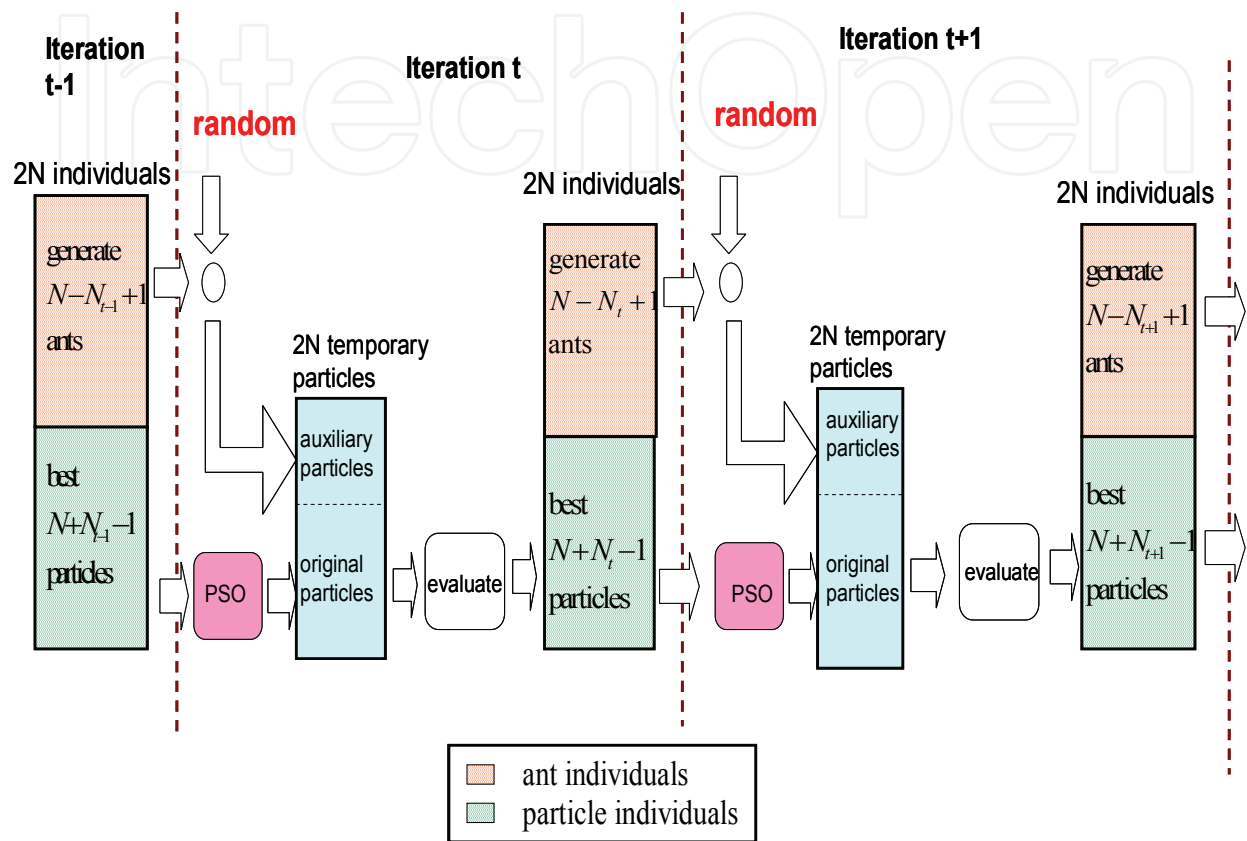 IntechOpen
Iteration
t-1
Iteration t
Iteration t+1
random
random
2N individuals
2N individuals
2N individuals
generate
N−N_{t−1}+1
ants
best
N+N_{t−1}−1
particles
PSO
2N temporary
particles
auxiliary
particles
original
particles
evaluate
generate
N − N_t + 1
ants
best
N + N_t − 1
particles
PSO
2N temporary
particles
auxiliary
particles
original
particles
evaluate
generate
N−N_{t+1}+1
ants
best
N + N_{t+1} −1
particles
ant individuals
particle individuals